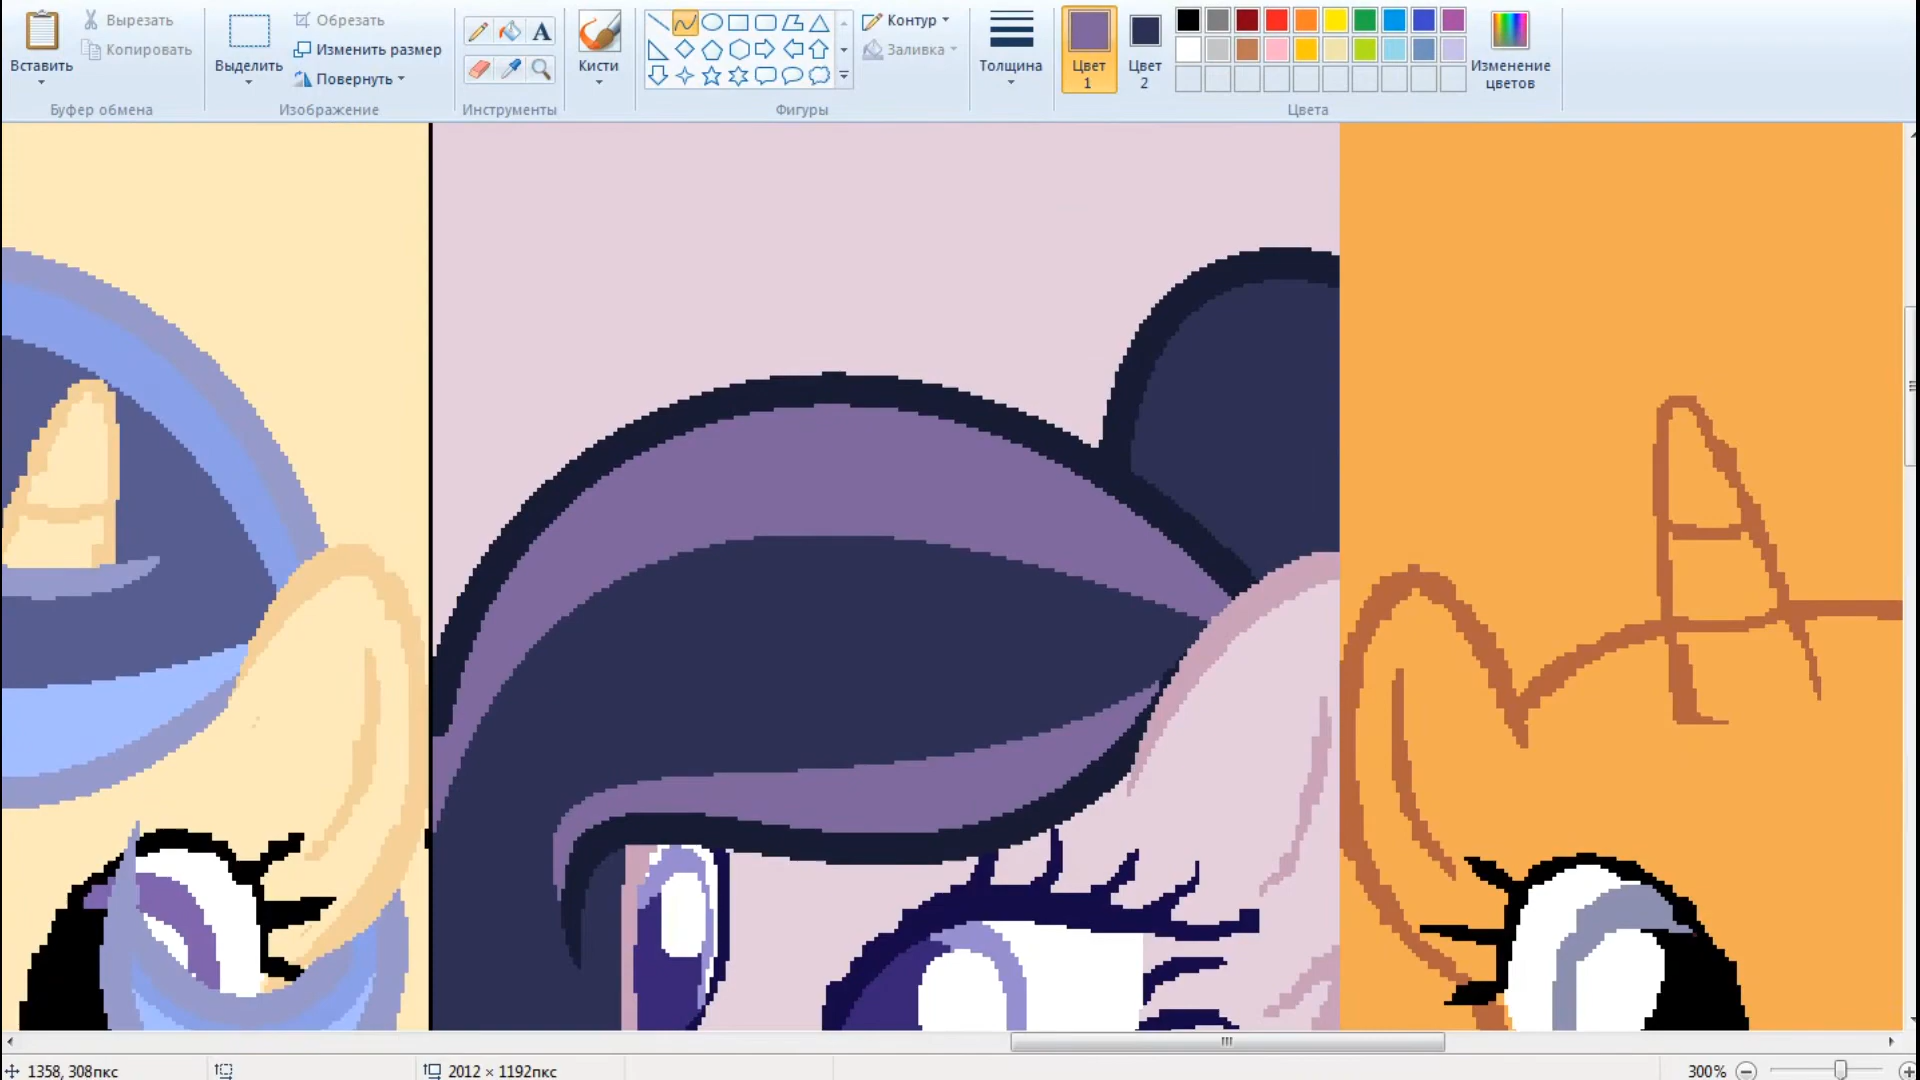 Вставить
Вырезать
Копировать
Буфер обмена
Выделить
Обрезать
Изменить размер
Повернуть
Изображение
A
Инструменты
Кисти
Контур
Заливка
Фигуры
Толщина
Цвет
1
Цвет
2
Изменение
цветов
Цвета
1358, 308пкс
2012 × 1192пкс
300%